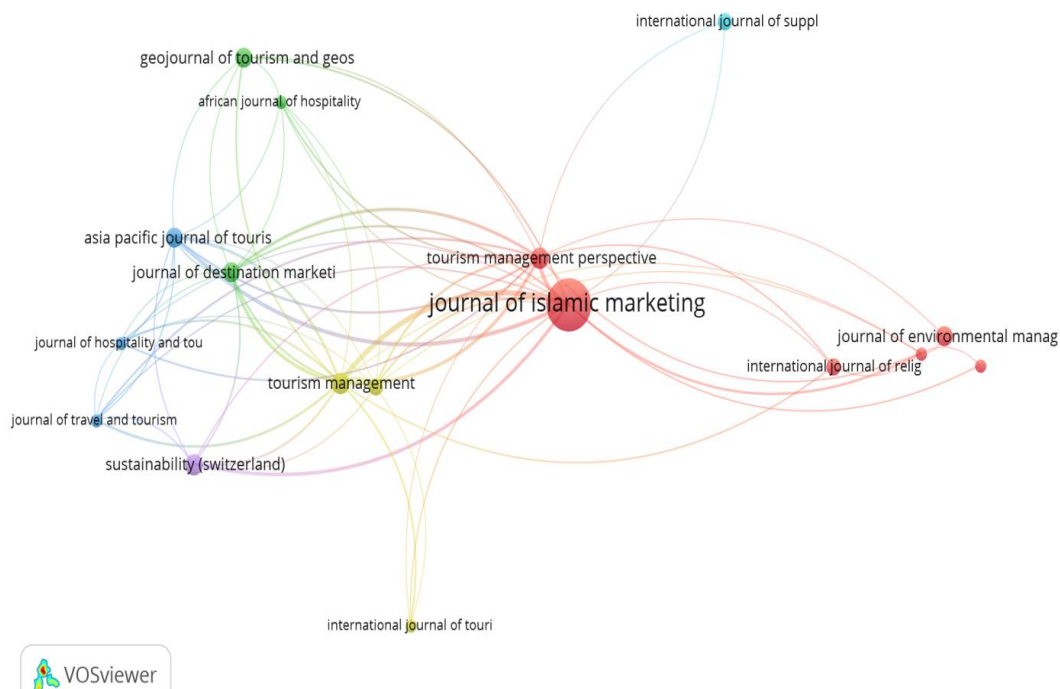 international journal of suppl
geojournal of tourism and geos
african journal of hospitality
asia pacific journal of touris
tourism management perspective
journal of destination marketi
journal of islamic marketing
journal of hospitality and tou
journal of environmental manag
international journal of relig
tourism management
journal of travel and tourism
sustainability (switzerland)
international journal of touri
VOSviewer